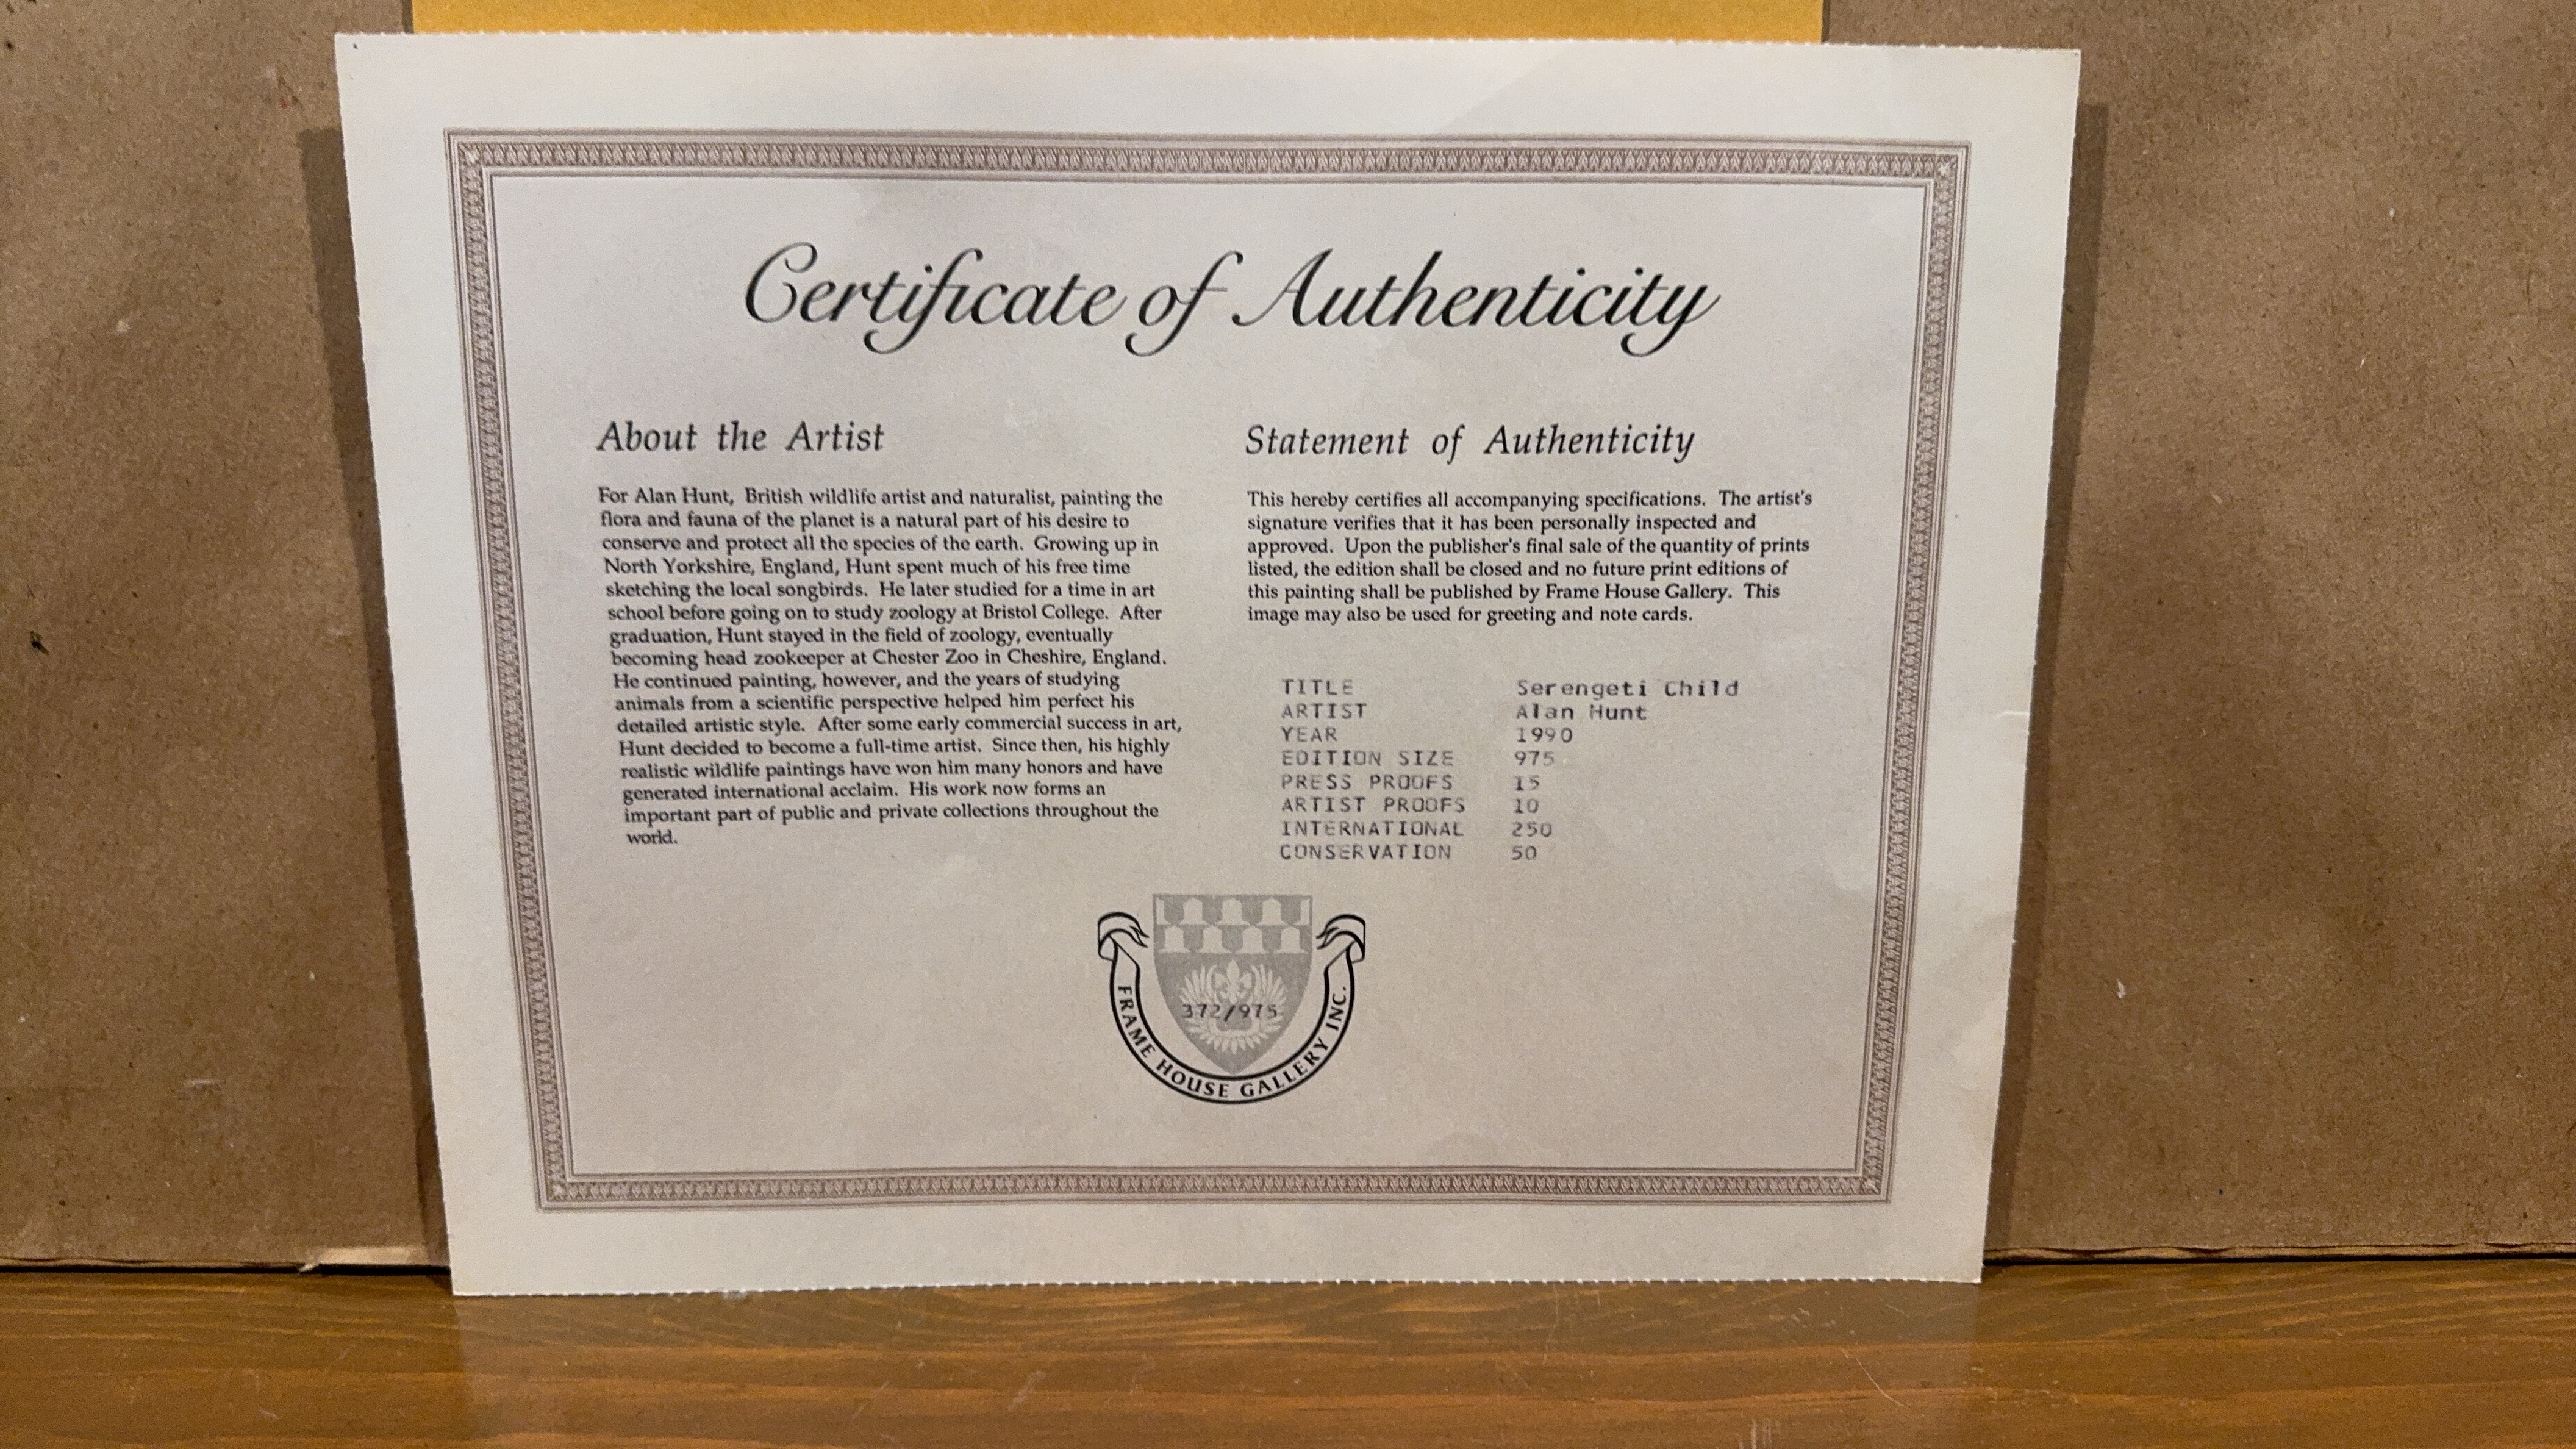 Certificate of Authenticity
About the Artist
For Alan Hunt, British wildlife artist and naturalist, painting the
flora and fauna of the planet is a natural part of his desire to
conserve and protect all the species of the earth. Growing up in
North Yorkshire, England, Hunt spent much of his free time
sketching the local songbirds. He later studied for a time in art
school before going on to study zoology at Bristol College. After
graduation, Hunt stayed in the field of zoology, eventually
becoming head zookeeper at Chester Zoo in Cheshire, England.
He continued painting, however, and the years of studying
animals from a scientific perspective helped him perfect his
detailed artistic style. After some early commercial success in art,
Hunt decided to become a full-time artist. Since then, his highly
realistic wildlife paintings have won him many honors and have
generated international acclaim. His work now forms an
important part of public and private collections throughout the
world.
Statement of Authenticity
This hereby certifies all accompanying specifications. The artist's
signature verifies that it has been personally inspected and
approved. Upon the publisher's final sale of the quantity of prints
listed, the edition shall be closed and no future print editions of
this painting shall be published by Frame House Gallery. This
image may also be used for greeting and note cards.
TITLE Serengeti Child
ARTIST Alan Hunt
YEAR 1990
EDITION SIZE 975
PRESS PROOFS 15
ARTIST PROOFS 10
INTERNATIONAL 250
CONSERVATION 50
372/975
FRAME HOUSE GALLERY INC.